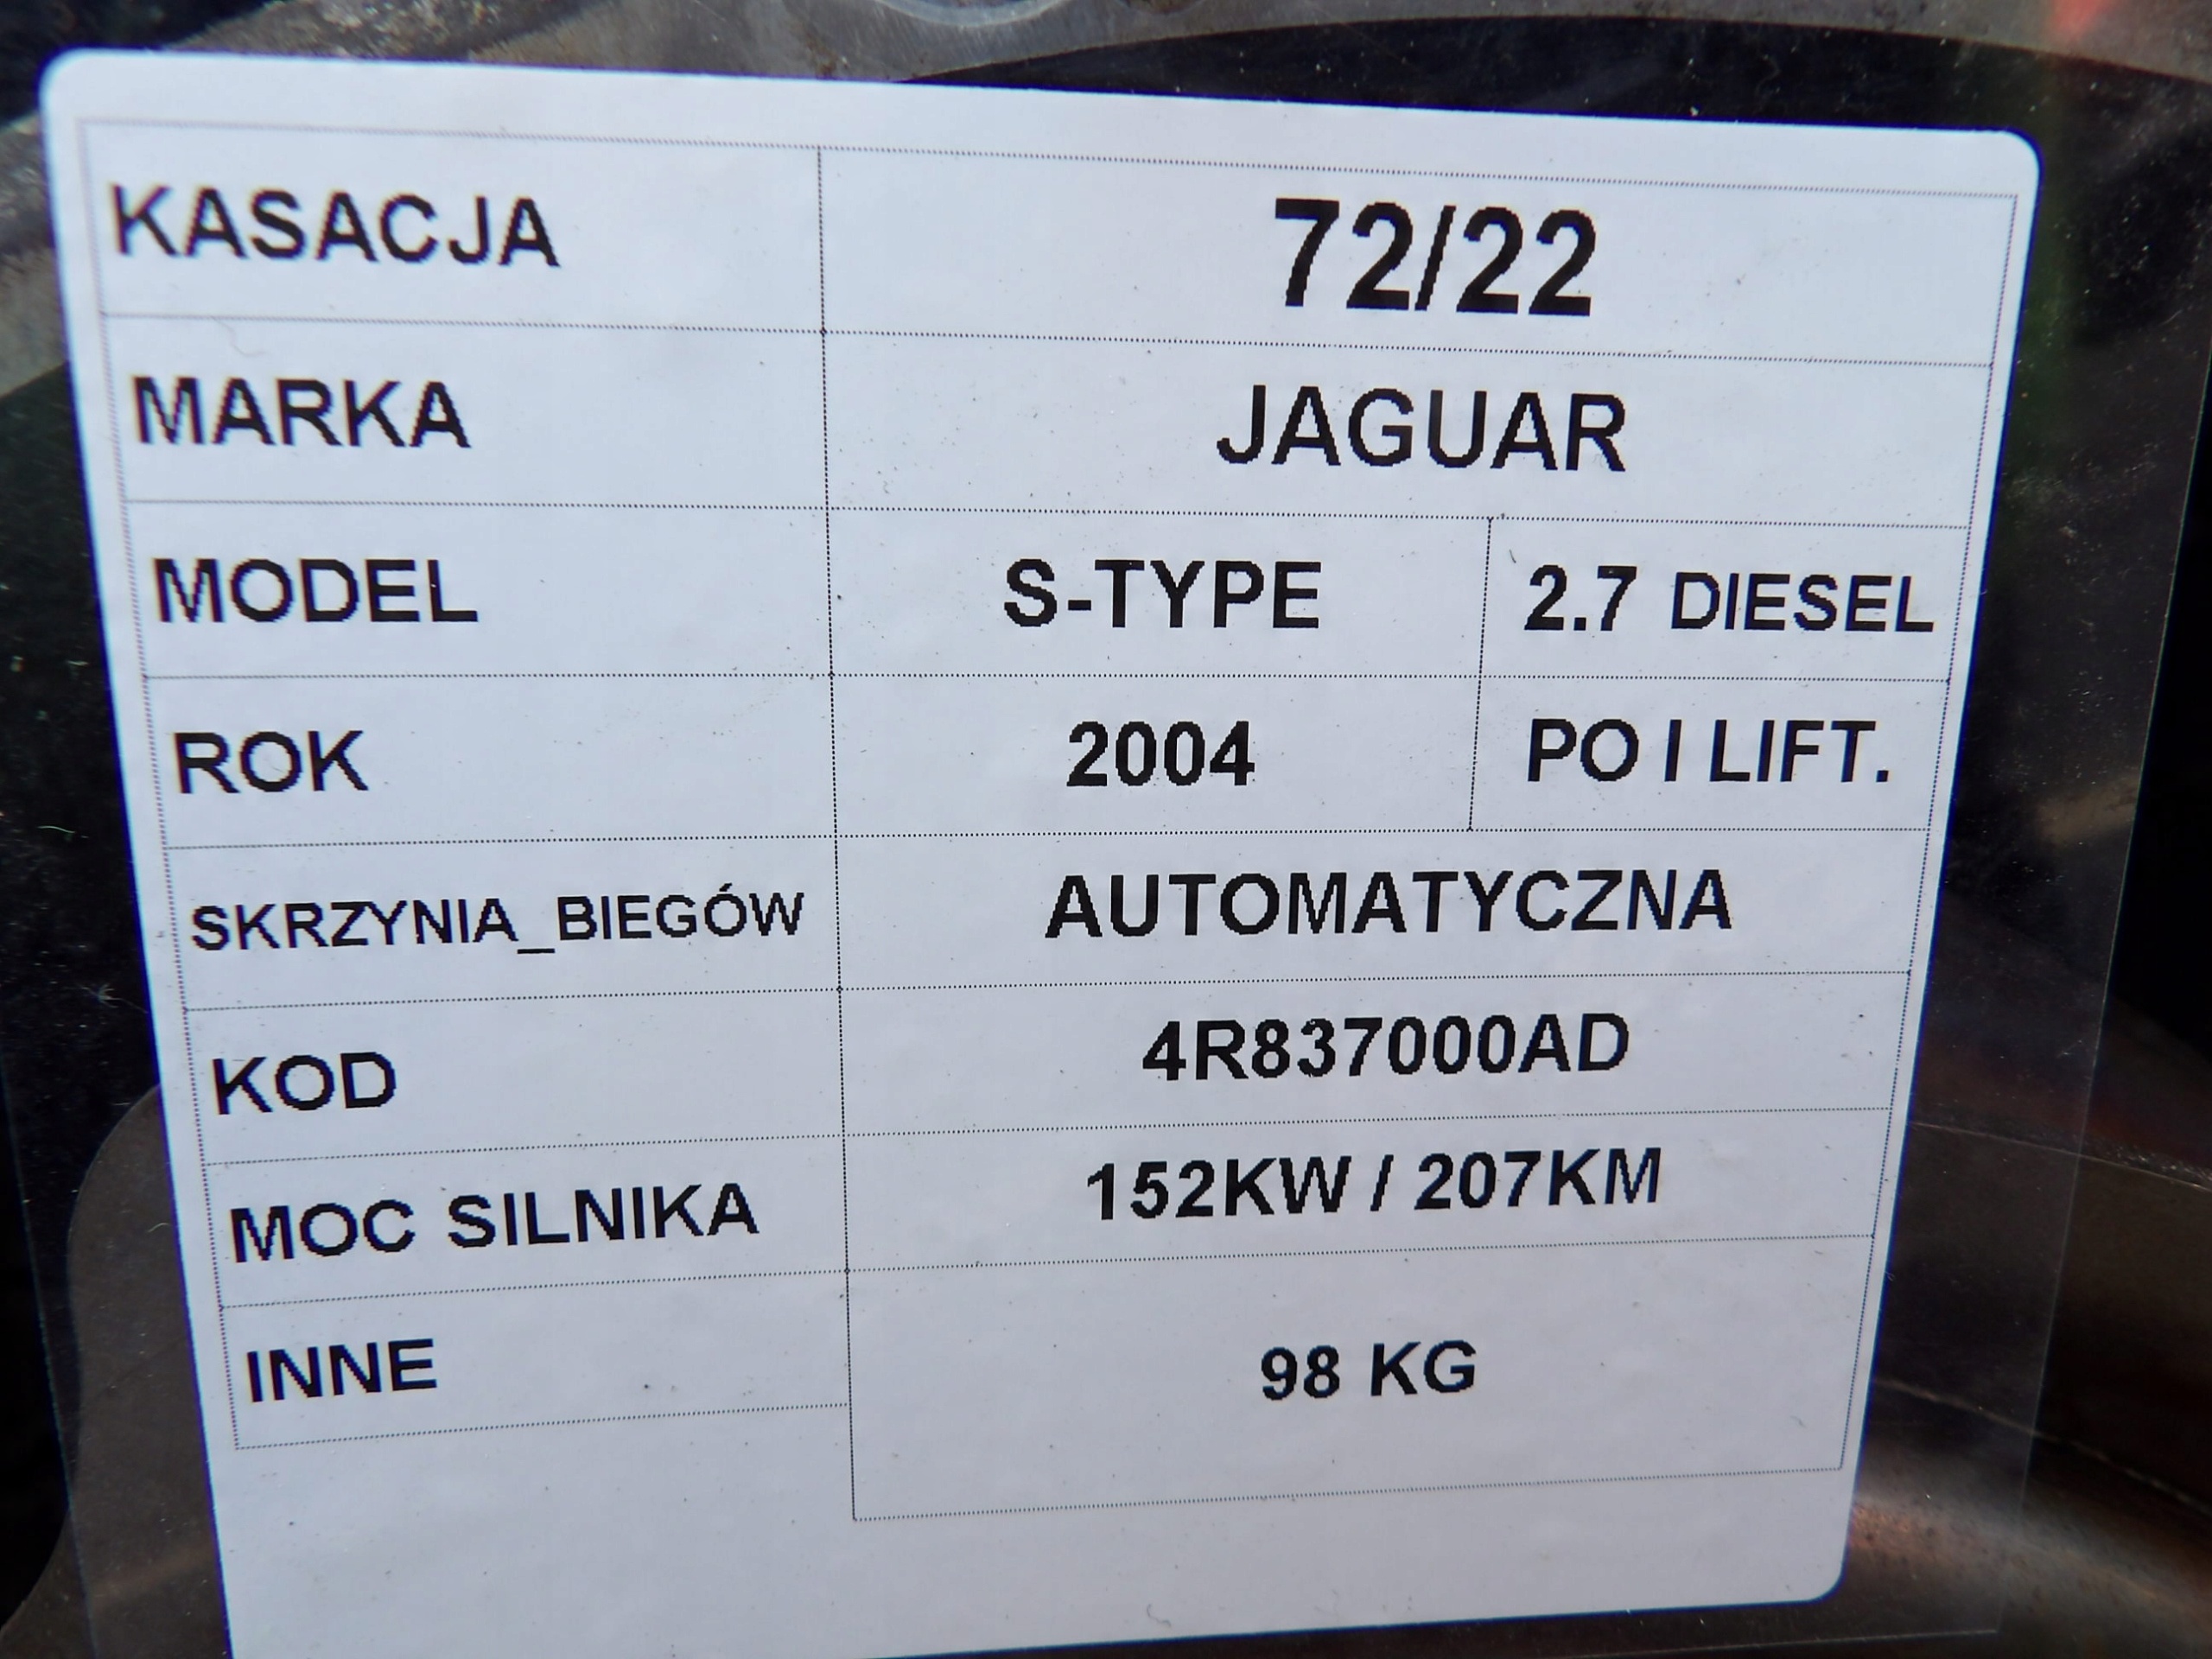 KASACJA 72/22
MARKA JAGUAR
MODEL S-TYPE 2.7 DIESEL
ROK 2004 PO I LIFT.
SKRZYNIA_BIEGÓW AUTOMATYCZNA
KOD 4R837000AD
MOC SILNIKA 152KW / 207KM
INNE 98 KG